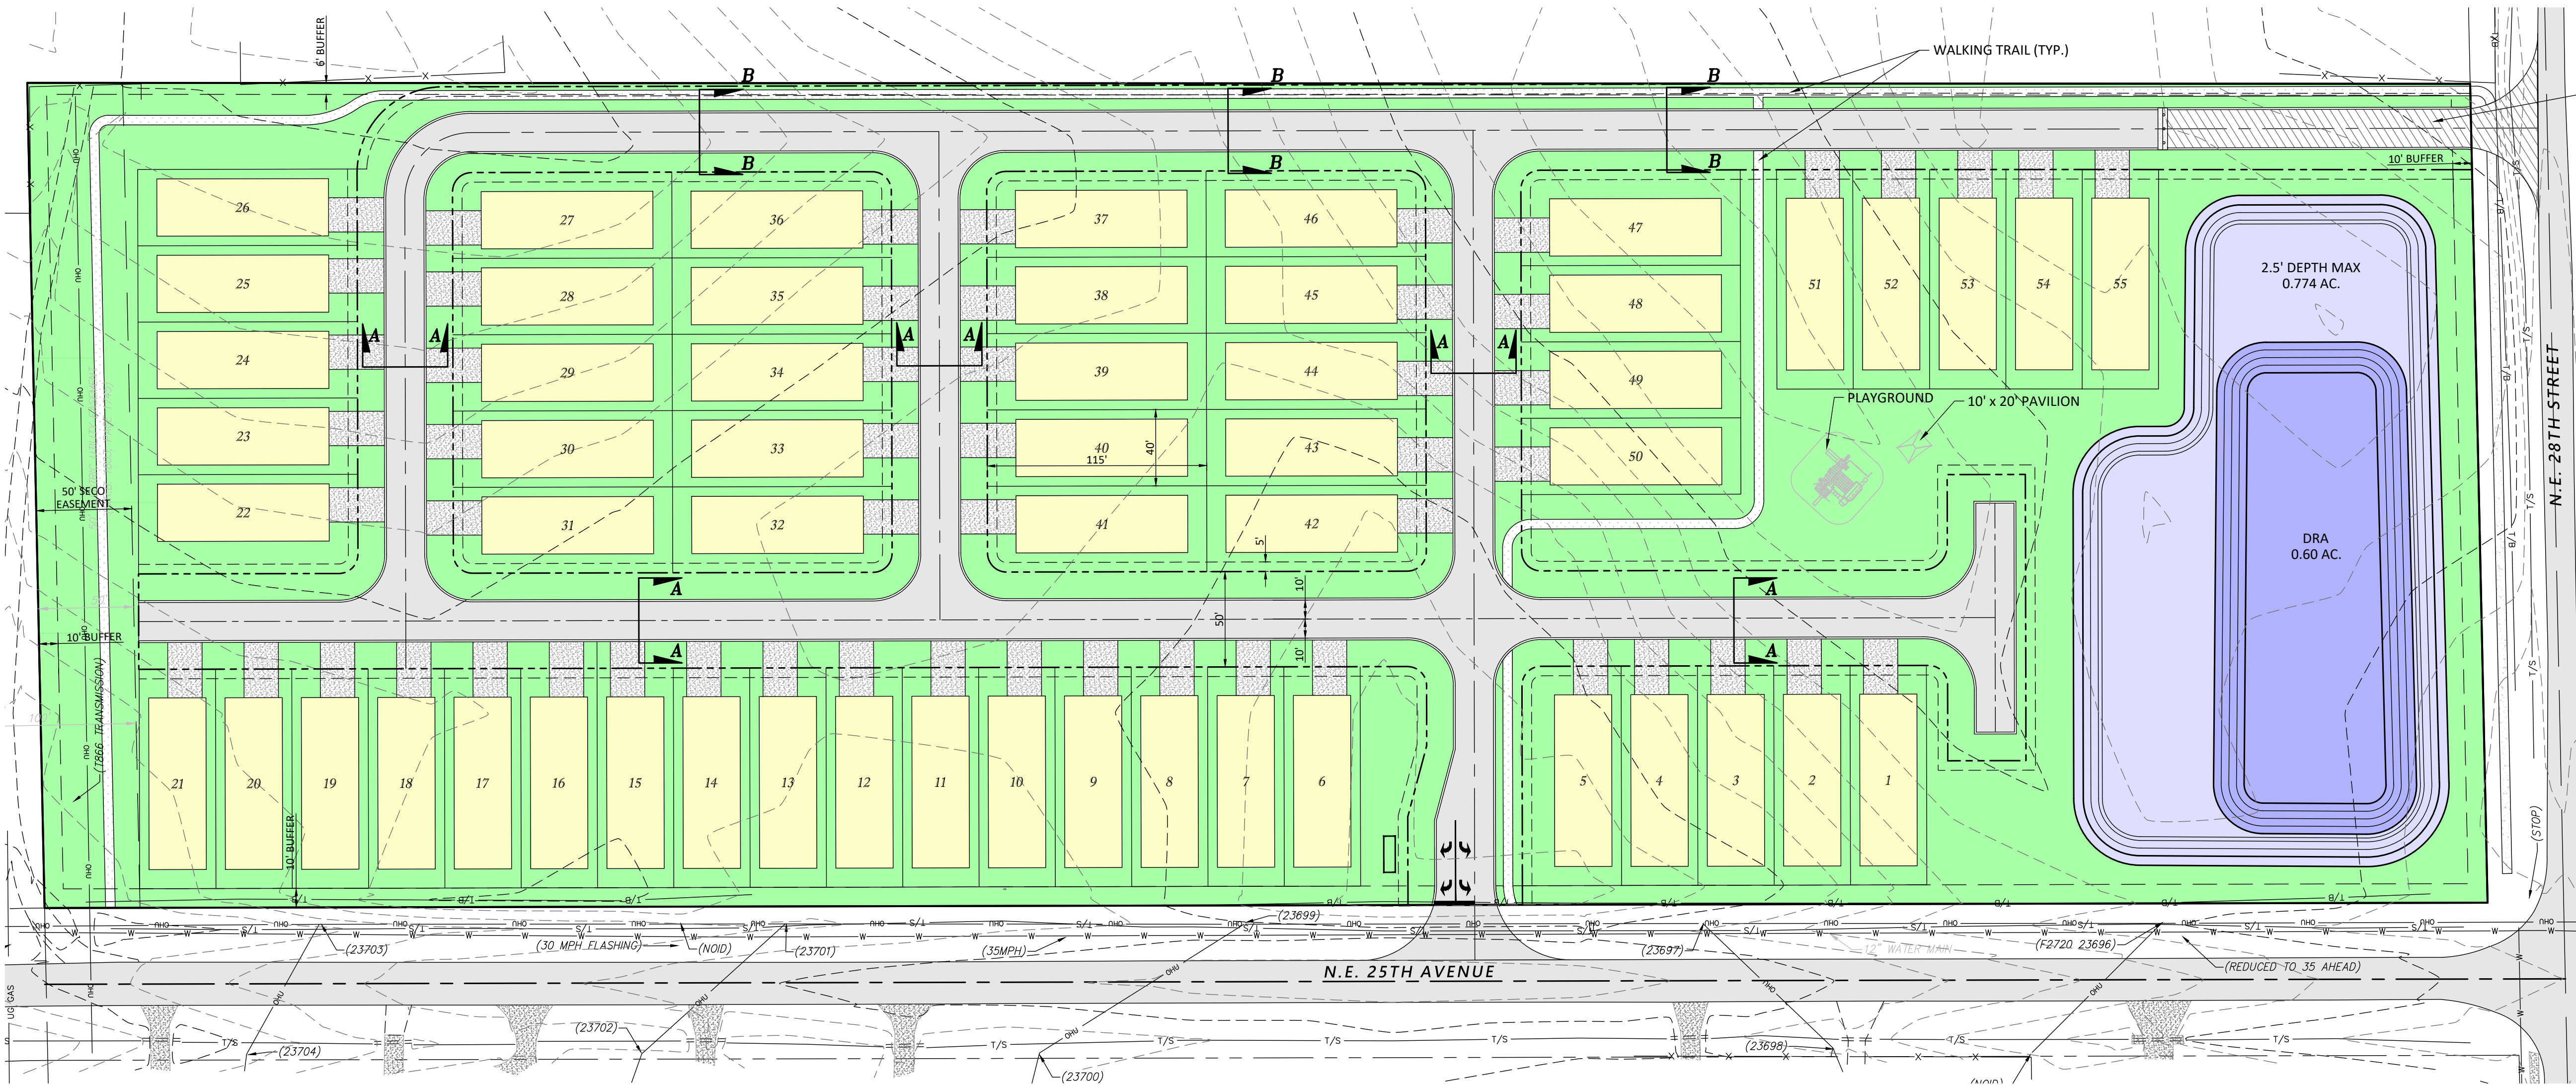 6' BUFFER
WALKING TRAIL (TYP.)
B
B
B
10' BUFFER
B
B
B
26
27
36
37
46
47
51
52
53
54
55
2.5' DEPTH MAX
0.774 AC.
25
28
35
38
45
48
A
A
A
A
A
A
24
29
34
39
44
49
PLAYGROUND
10' x 20' PAVILION
N.E. 28TH STREET
23
30
33
40
43
50
40'
115'
50' SECO
EASEMENT
22
31
32
41
42
5'
DRA
0.60 AC.
A
A
10'
50'
10'
10' BUFFER
A
A
(T866 TRANSMISSION)
100'
21
20
19
18
17
16
15
14
13
12
11
10
9
8
7
6
5
4
3
2
1
10' BUFFER
(STOP)
OHU
T/B
T/S
W
(23703)
(30 MPH FLASHING)
(NOID)
(23701)
(35MPH)
(23699)
(23697)
12" WATER MAIN
(F2720 23696)
(REDUCED TO 35 AHEAD)
N.E. 25TH AVENUE
UG GAS
(23704)
(23702)
(23700)
(23698)
(NOID)